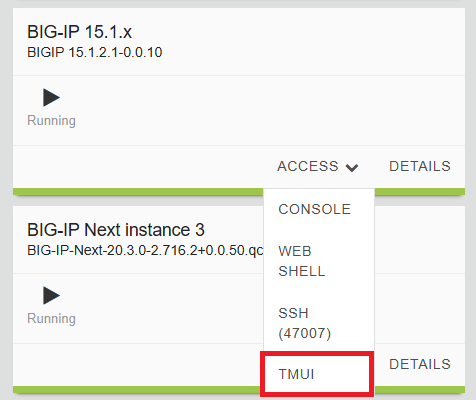 BIG-IP 15.1.x
BIGIP 15.1.2.1-0.0.10
Running
ACCESS DETAILS
CONSOLE
WEB
SHELL
SSH
(47007)
TMUI
BIG-IP Next instance 3
BIG-IP-Next-20.3.0-2.716.2+0.0.50.qc
Running
DETAILS